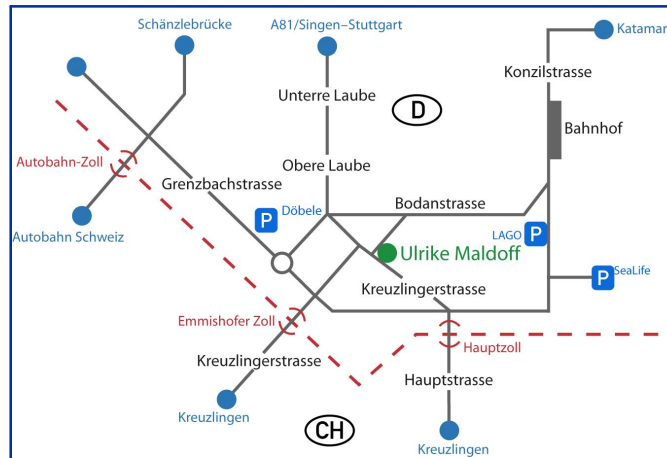 Schänzlebrücke
A81/Singen–Stuttgart
Katamar
Konzilstrasse
Unterre Laube
D
Bahnhof
Autobahn-Zoll
Obere Laube
Grenzbachstrasse
Bodanstrasse
P
Döbele
Autobahn Schweiz
LAGO
P
Ulrike Maldoff
P
SeaLife
Kreuzlingerstrasse
Emmishofer Zoll
Hauptzoll
Kreuzlingerstrasse
Hauptstrasse
Kreuzlingen
CH
Kreuzlingen